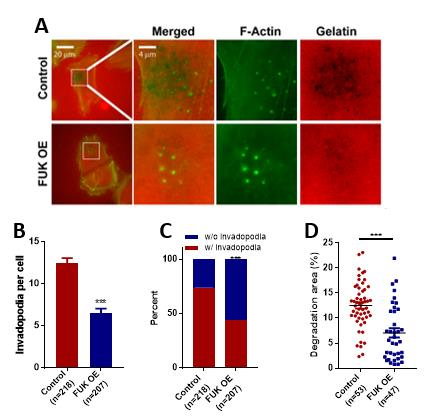 A
Merged F-Actin Gelatin
20 μm
4 μm
Control
FUK OE
B
Invadopodia per cell
15
10
5
0
***
Control
(n=218)
FUK OE
(n=207)
C
w/o Invadopodia
w/ Invadopodia
Percent
100
50
0
***
Control
(n=218)
FUK OE
(n=207)
D
Degradation area (%)
25
20
15
10
5
0
***
Control
(n=53)
FUK OE
(n=47)